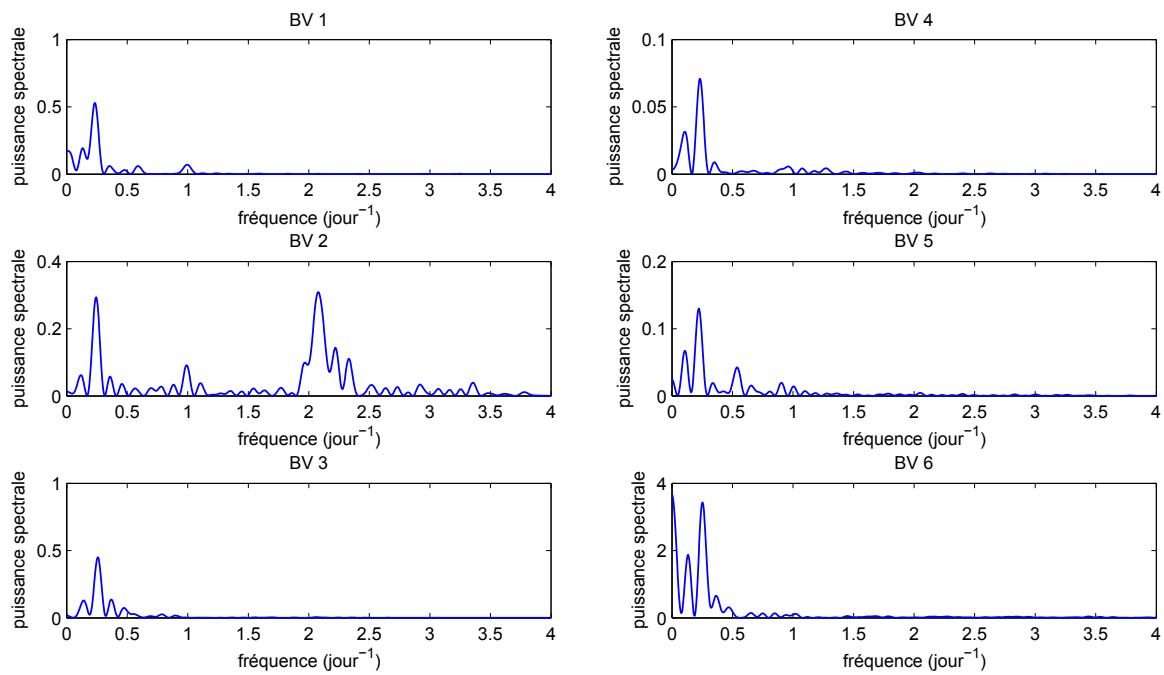 BV 1
puissance spectrale
1
0.5
0
0 0.5 1 1.5 2 2.5 3 3.5 4
fréquence (jour⁻¹)
BV 2
puissance spectrale
0.4
0.2
0
0 0.5 1 1.5 2 2.5 3 3.5 4
fréquence (jour⁻¹)
BV 3
puissance spectrale
1
0.5
0
0 0.5 1 1.5 2 2.5 3 3.5 4
fréquence (jour⁻¹)
BV 4
puissance spectrale
0.1
0.05
0
0 0.5 1 1.5 2 2.5 3 3.5 4
fréquence (jour⁻¹)
BV 5
puissance spectrale
0.2
0.1
0
0 0.5 1 1.5 2 2.5 3 3.5 4
fréquence (jour⁻¹)
BV 6
puissance spectrale
4
2
0
0 0.5 1 1.5 2 2.5 3 3.5 4
fréquence (jour⁻¹)